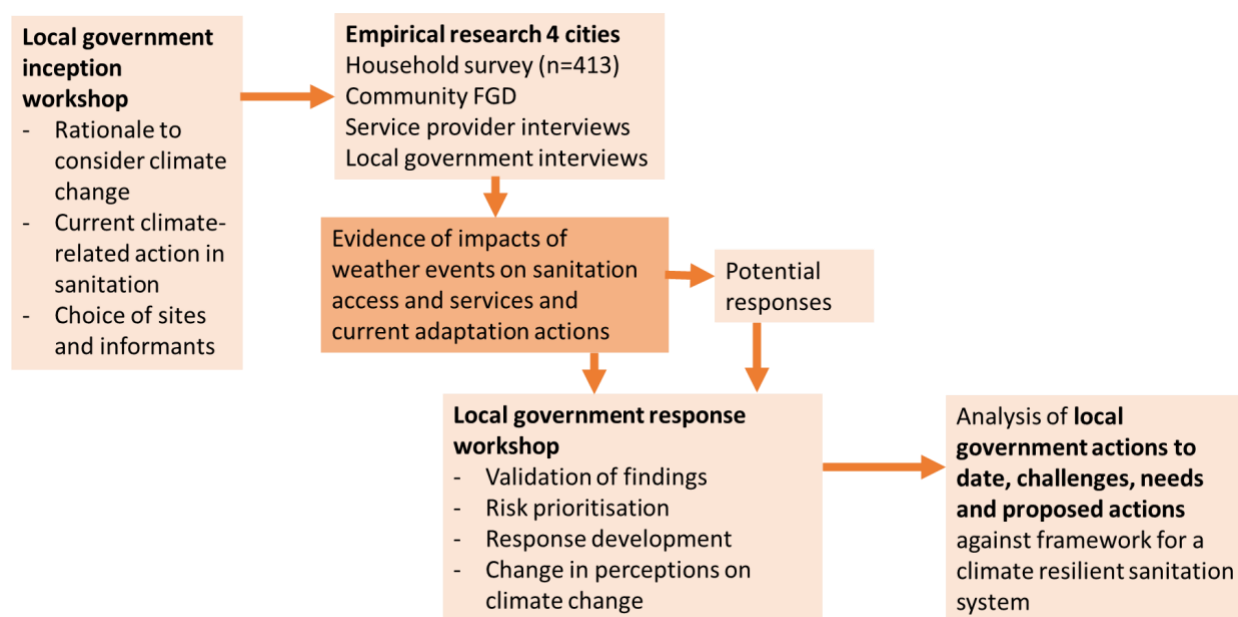 Local government
inception
workshop
- Rationale to
consider climate
change
- Current climate-
related action in
sanitation
- Choice of sites
and informants
Empirical research 4 cities
Household survey (n=413)
Community FGD
Service provider interviews
Local government interviews
Evidence of impacts of
weather events on sanitation
access and services and
current adaptation actions
Potential
responses
Local government response
workshop
- Validation of findings
- Risk prioritisation
- Response development
- Change in perceptions on
climate change
Analysis of local
government actions to
date, challenges, needs
and proposed actions
against framework for a
climate resilient sanitation
system